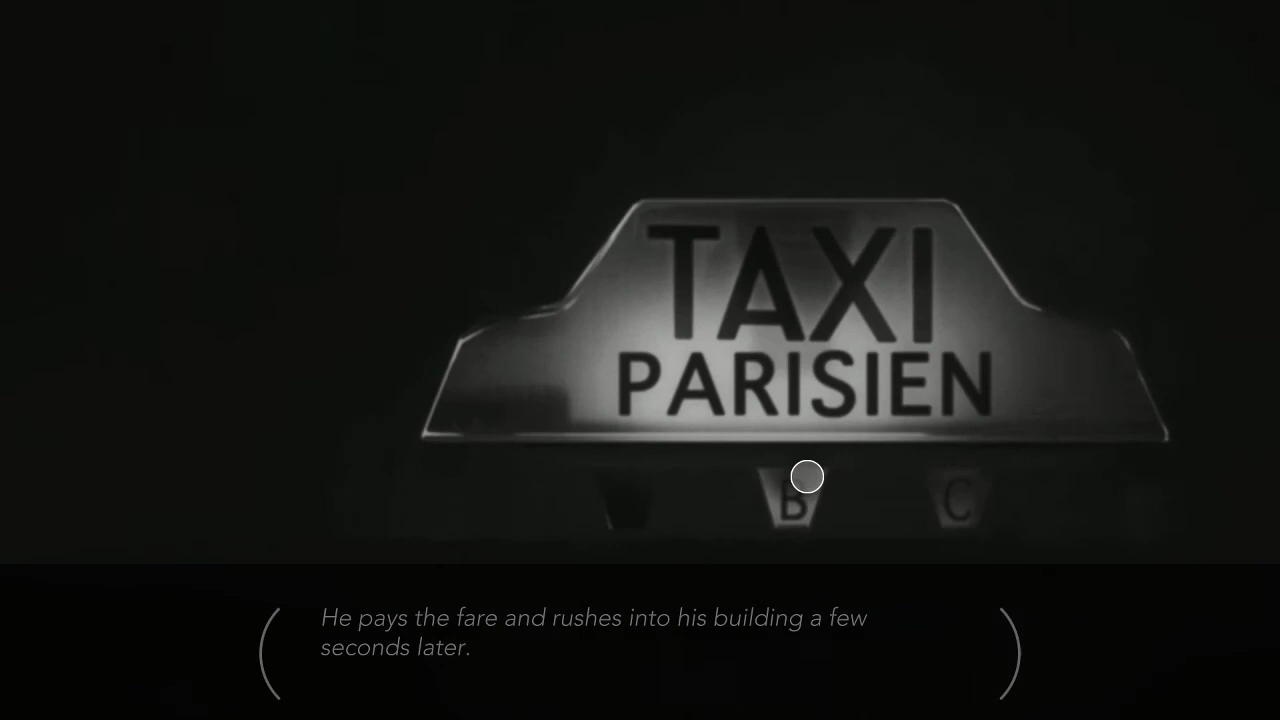 TAXI
PARISIEN
B
C
He pays the fare and rushes into his building a few
seconds later.